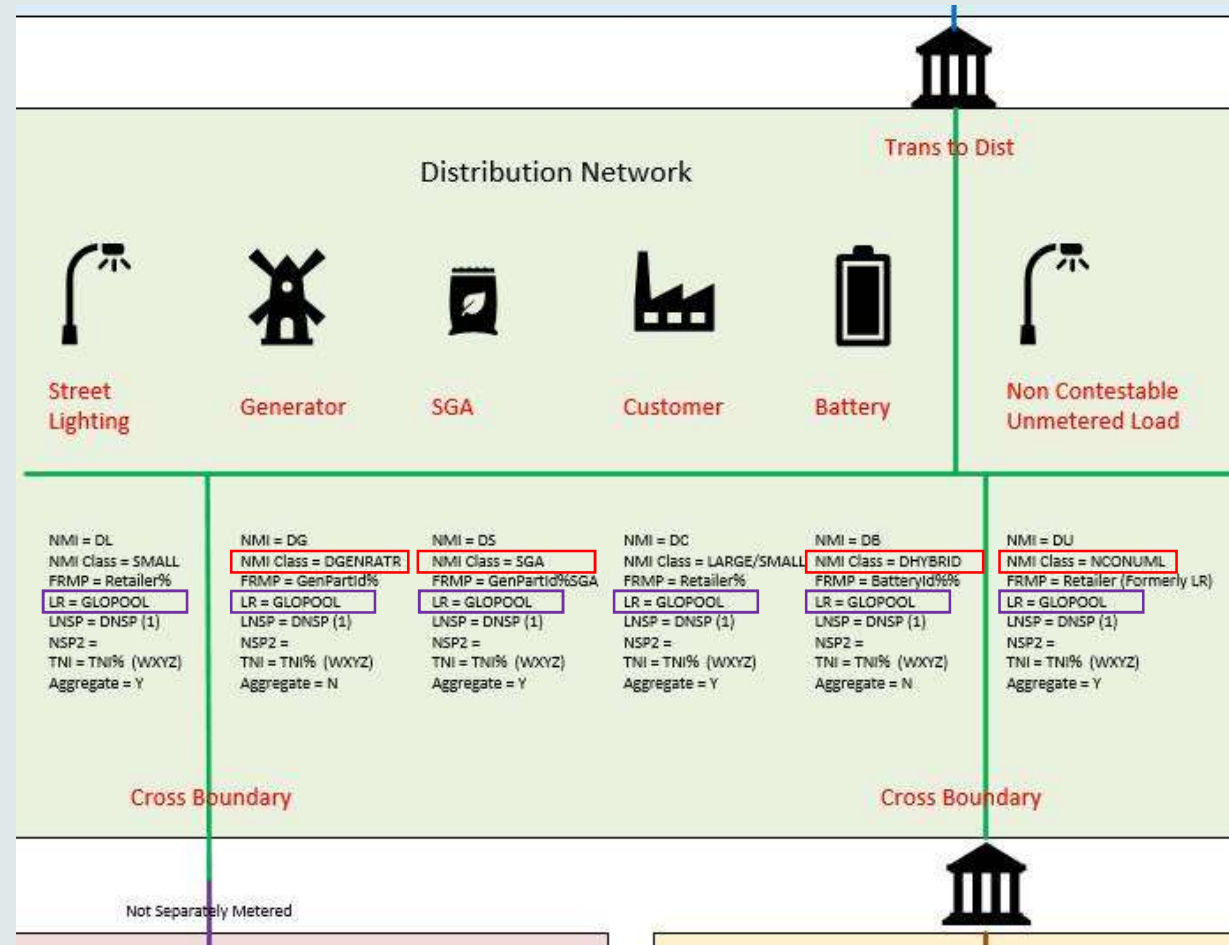 Trans to Dist
Distribution Network
Street
Lighting
Generator
SGA
Customer
Battery
Non Contestable
Unmetered Load
NMI = DL
NMI Class = SMALL
FRMP = Retailer%
LR = GLOPOOL
LNSP = DNSP (1)
NSP2 =
TNI = TNI% (WXYZ)
Aggregate = Y
NMI = DG
NMI Class = DGENRATR
FRMP = GenPartId%
LR = GLOPOOL
LNSP = DNSP (1)
NSP2 =
TNI = TNI% (WXYZ)
Aggregate = N
NMI = DS
NMI Class = SGA
FRMP = GenPartId%SGA
LR = GLOPOOL
LNSP = DNSP (1)
NSP2 =
TNI = TNI% (WXYZ)
Aggregate = Y
NMI = DC
NMI Class = LARGE/SMALL
FRMP = Retailer%
LR = GLOPOOL
LNSP = DNSP (1)
NSP2 =
TNI = TNI% (WXYZ)
Aggregate = Y
NMI = DB
NMI Class = DHYBRID
FRMP = BatteryId%%
LR = GLOPOOL
LNSP = DNSP (1)
NSP2 =
TNI = TNI% (WXYZ)
Aggregate = N
NMI = DU
NMI Class = NCONUML
FRMP = Retailer (Formerly LR)
LR = GLOPOOL
LNSP = DNSP (1)
NSP2 =
TNI = TNI% (WXYZ)
Aggregate = Y
Cross Boundary
Cross Boundary
Not Separately Metered